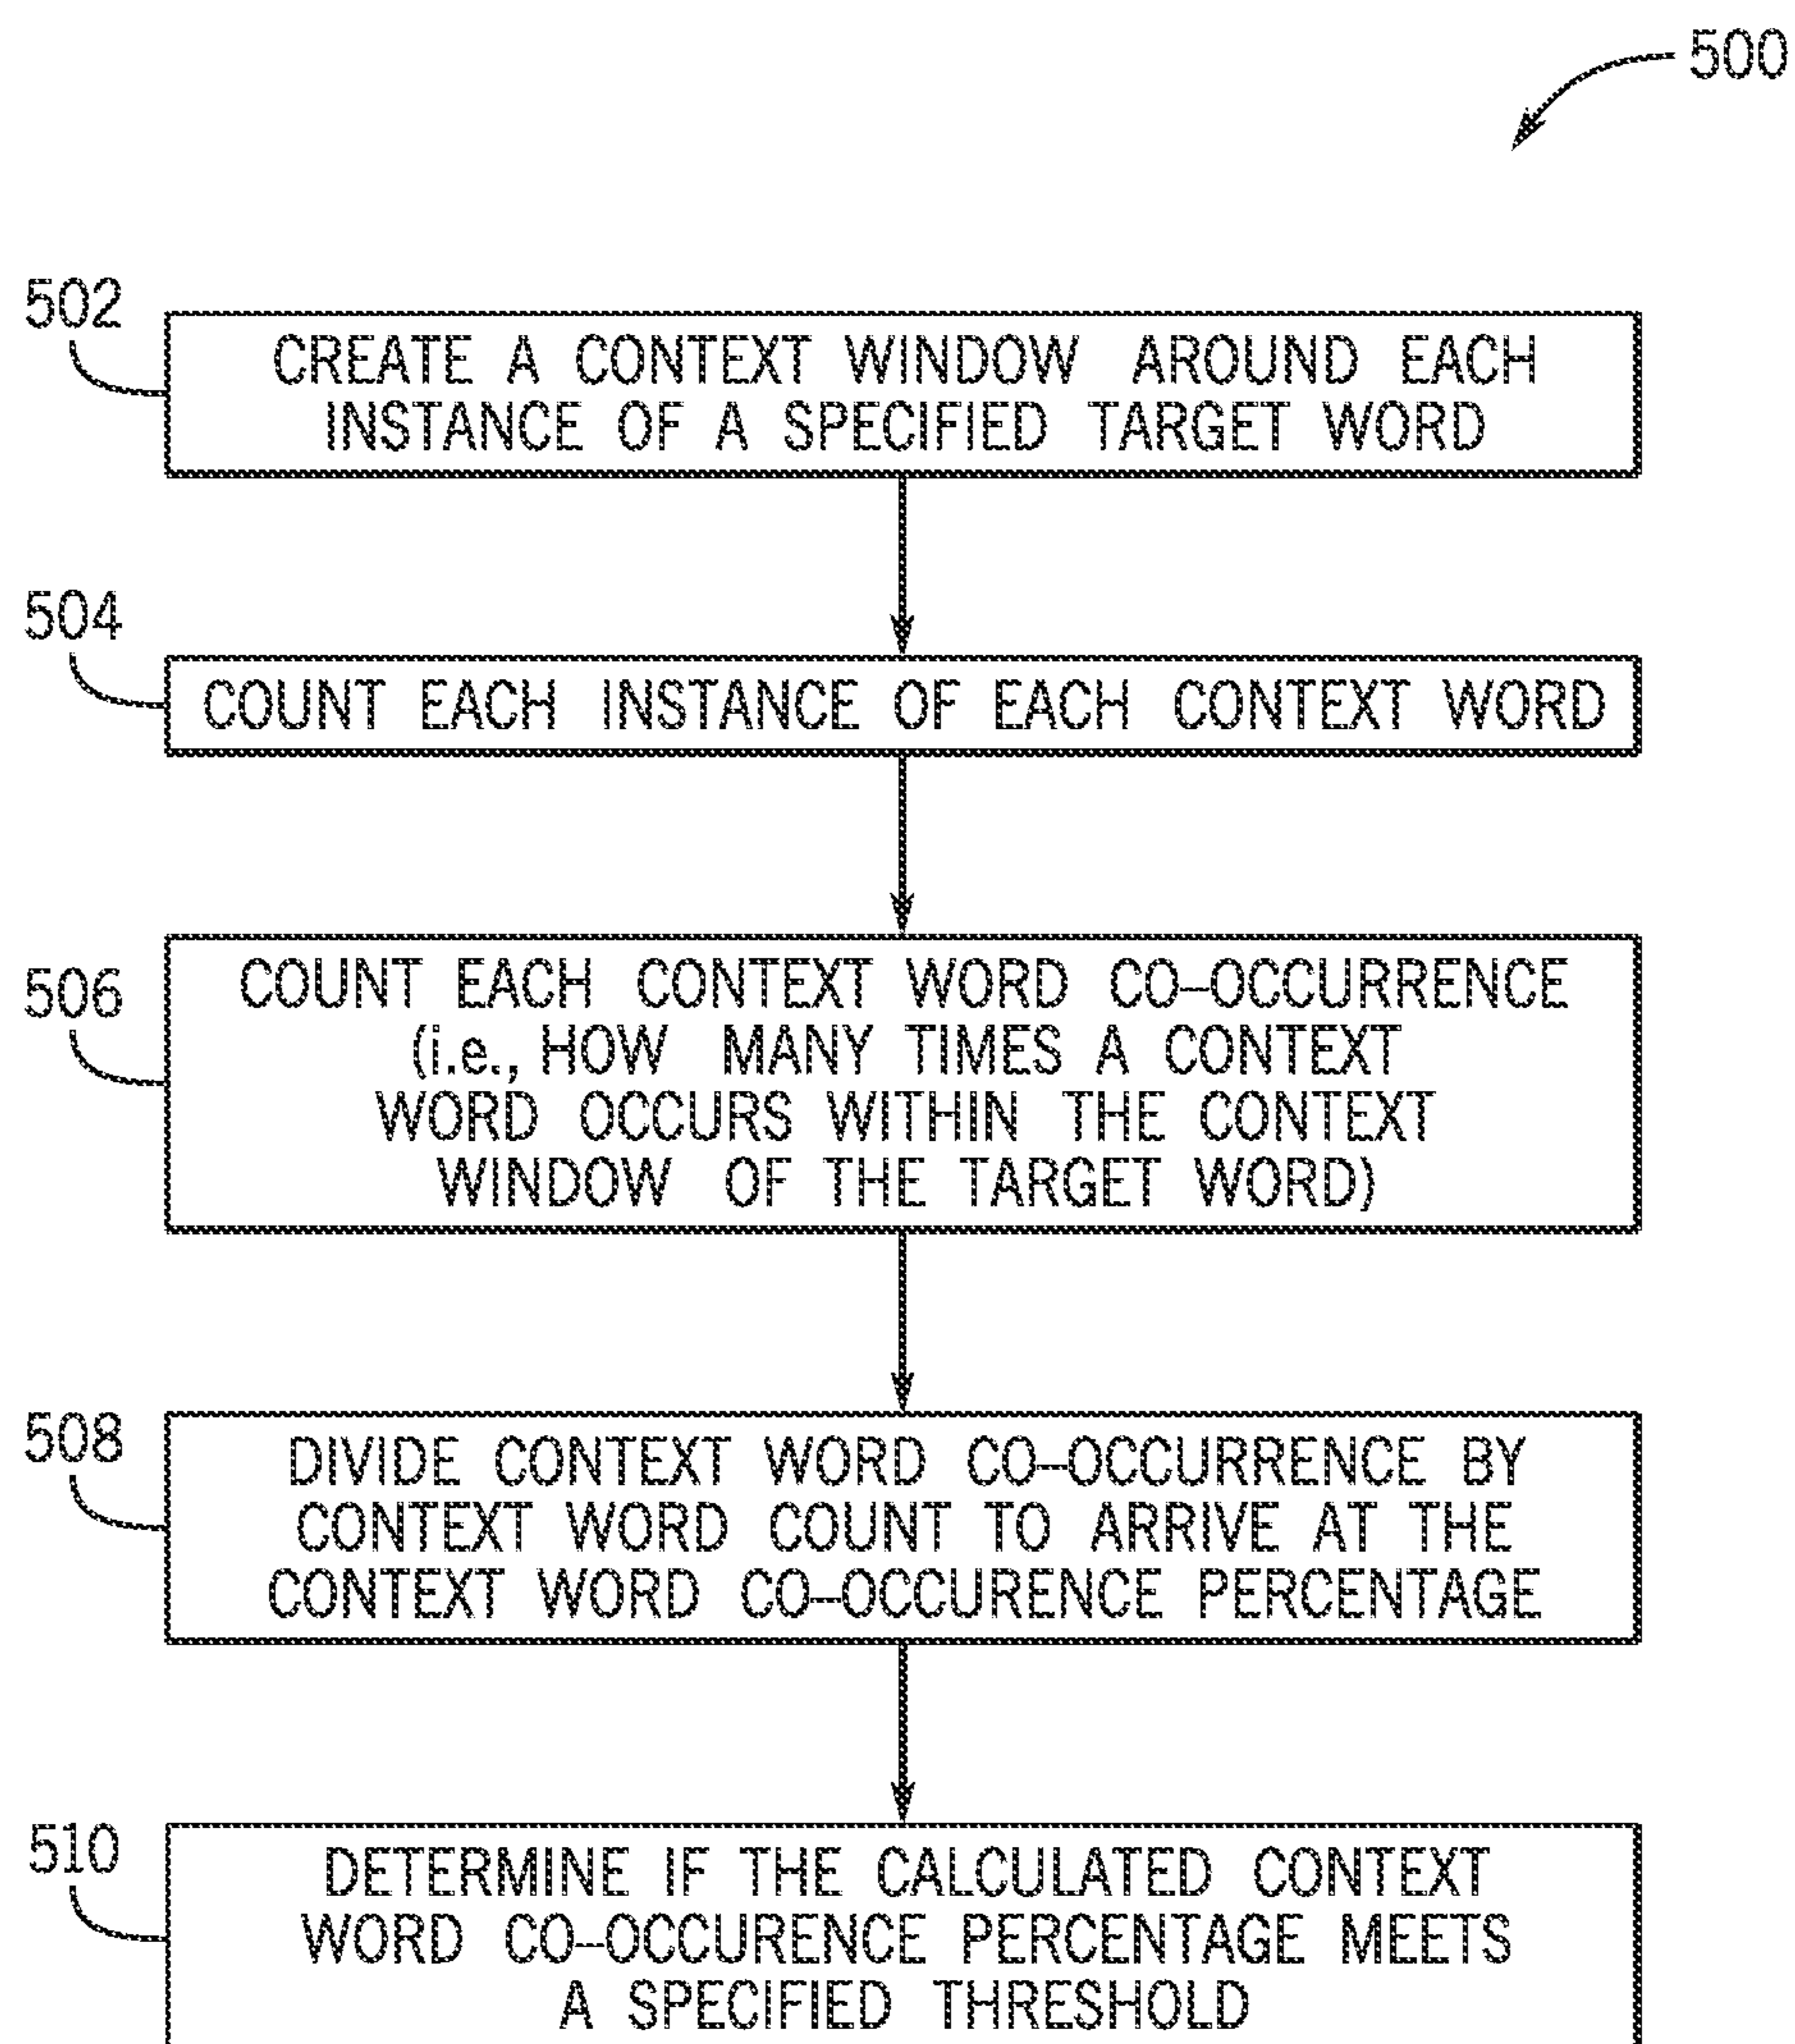 500
502
CREATE A CONTEXT WINDOW AROUND EACH
INSTANCE OF A SPECIFIED TARGET WORD
504
COUNT EACH INSTANCE OF EACH CONTEXT WORD
506
COUNT EACH CONTEXT WORD CO-OCCURRENCE
(i.e., HOW MANY TIMES A CONTEXT
WORD OCCURS WITHIN THE CONTEXT
WINDOW OF THE TARGET WORD)
508
DIVIDE CONTEXT WORD CO-OCCURRENCE BY
CONTEXT WORD COUNT TO ARRIVE AT THE
CONTEXT WORD CO-OCCURENCE PERCENTAGE
510
DETERMINE IF THE CALCULATED CONTEXT
WORD CO-OCCURENCE PERCENTAGE MEETS
A SPECIFIED THRESHOLD